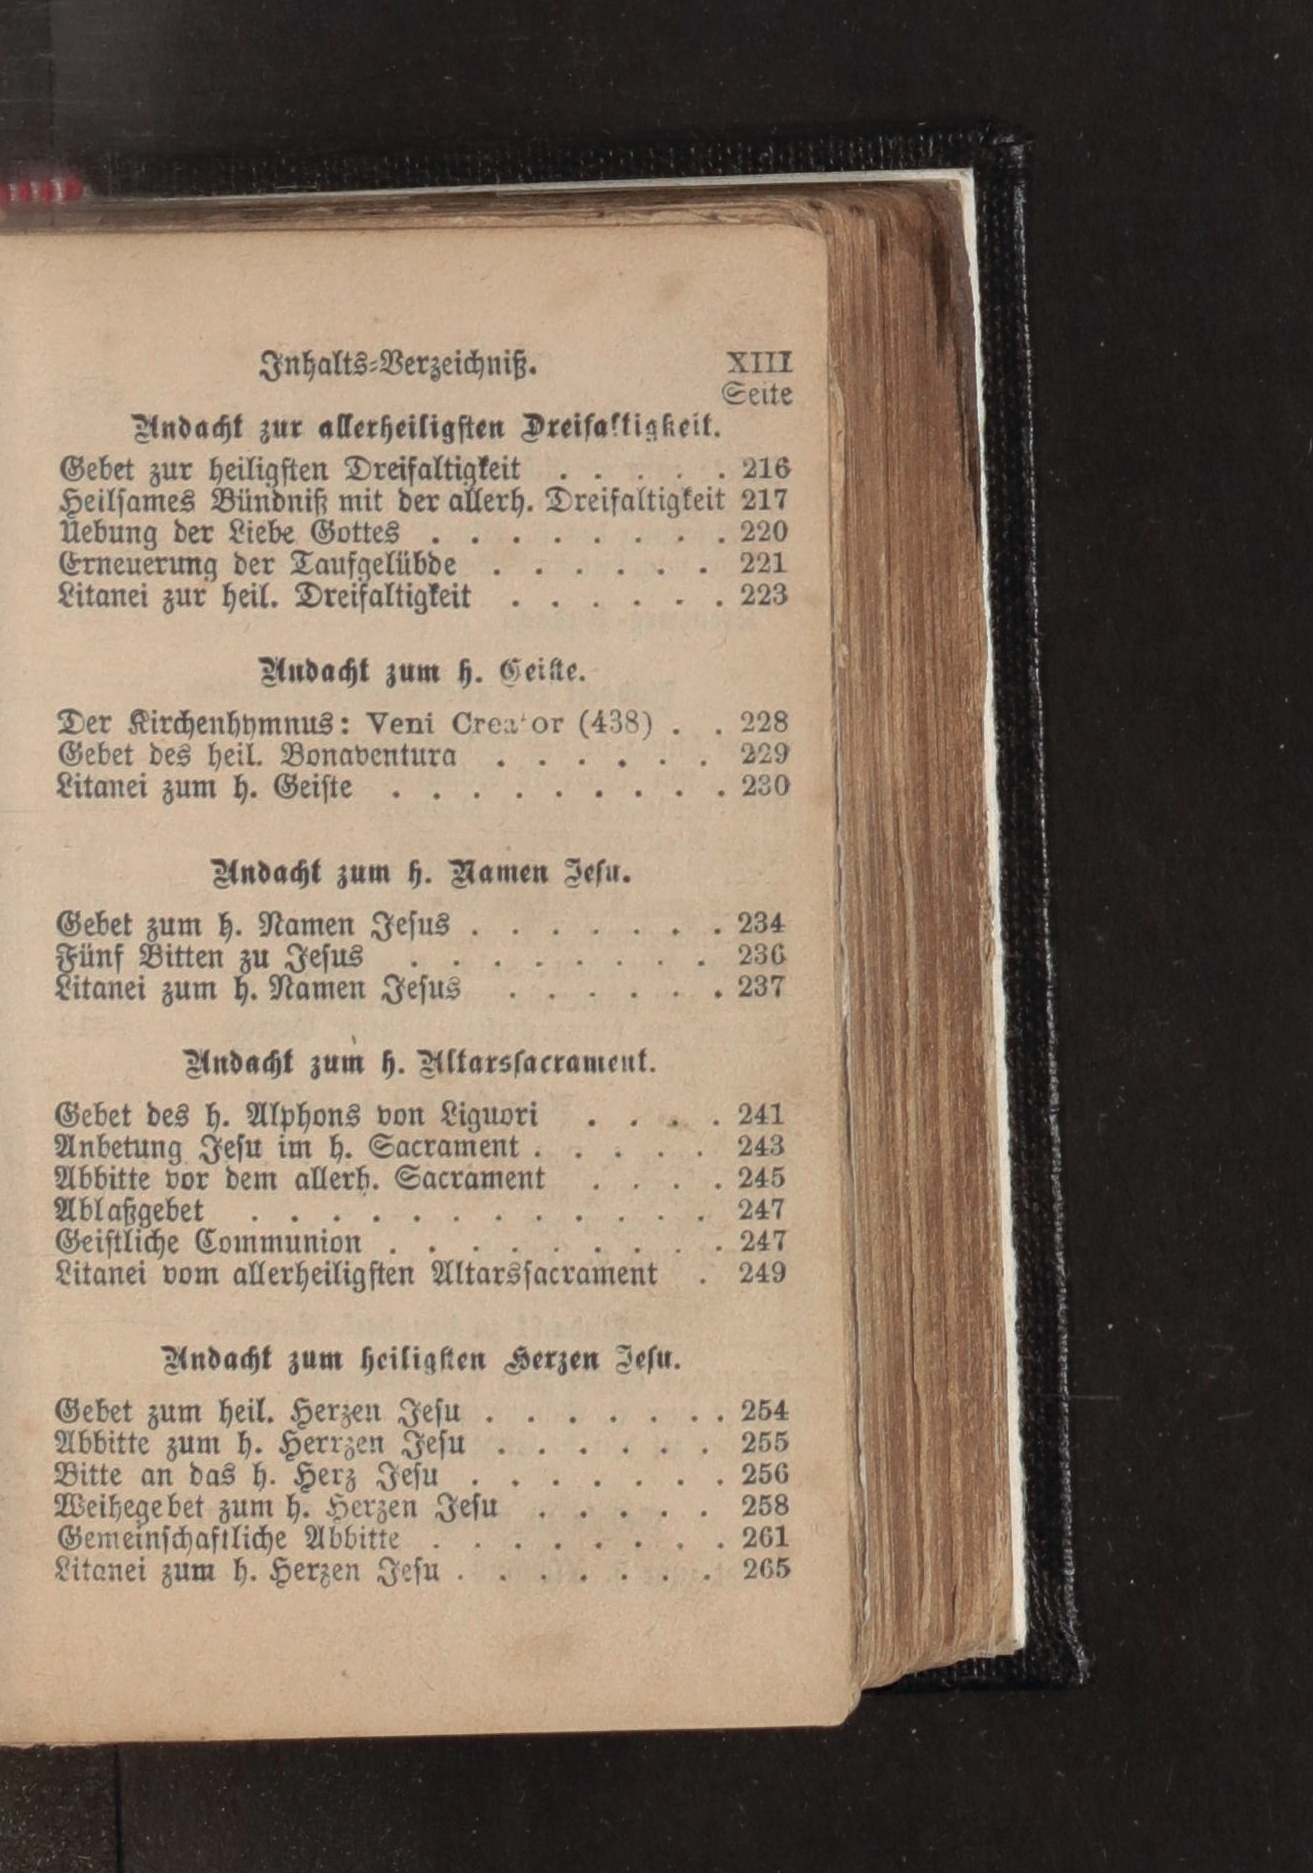 Inhalts-Verzeichniß. XIII
Seite
Andacht zur allerheiligsten Dreifaltigkeit.
Gebet zur heiligsten Dreifaltigkeit . . . . . 216
Heilsames Bündniß mit der allerh. Dreifaltigkeit 217
Uebung der Liebe Gottes . . . . . . . . 220
Erneuerung der Taufgelübde . . . . . . 221
Litanei zur heil. Dreifaltigkeit . . . . . . 223
Andacht zum h. Geiste.
Der Kirchenhymnus: Veni Creator (438) . . 228
Gebet des heil. Bonaventura . . . . . . 229
Litanei zum h. Geiste . . . . . . . . . 230
Andacht zum h. Namen Jesu.
Gebet zum h. Namen Jesus . . . . . . . 234
Fünf Bitten zu Jesus . . . . . . . . 236
Litanei zum h. Namen Jesus . . . . . . 237
Andacht zum h. Altarssacrament.
Gebet des h. Alphons von Liguori . . . . 241
Anbetung Jesu im h. Sacrament . . . . . 243
Abbitte vor dem allerh. Sacrament . . . . 245
Ablaßgebet . . . . . . . . . . . . 247
Geistliche Communion . . . . . . . . . 247
Litanei vom allerheiligsten Altarssacrament . 249
Andacht zum heiligsten Herzen Jesu.
Gebet zum heil. Herzen Jesu . . . . . . . 254
Abbitte zum h. Herrzen Jesu . . . . . . 255
Bitte an das h. Herz Jesu . . . . . . . 256
Weihegebet zum h. Herzen Jesu . . . . . 258
Gemeinschaftliche Abbitte . . . . . . . . 261
Litanei zum h. Herzen Jesu . . . . . . . 265